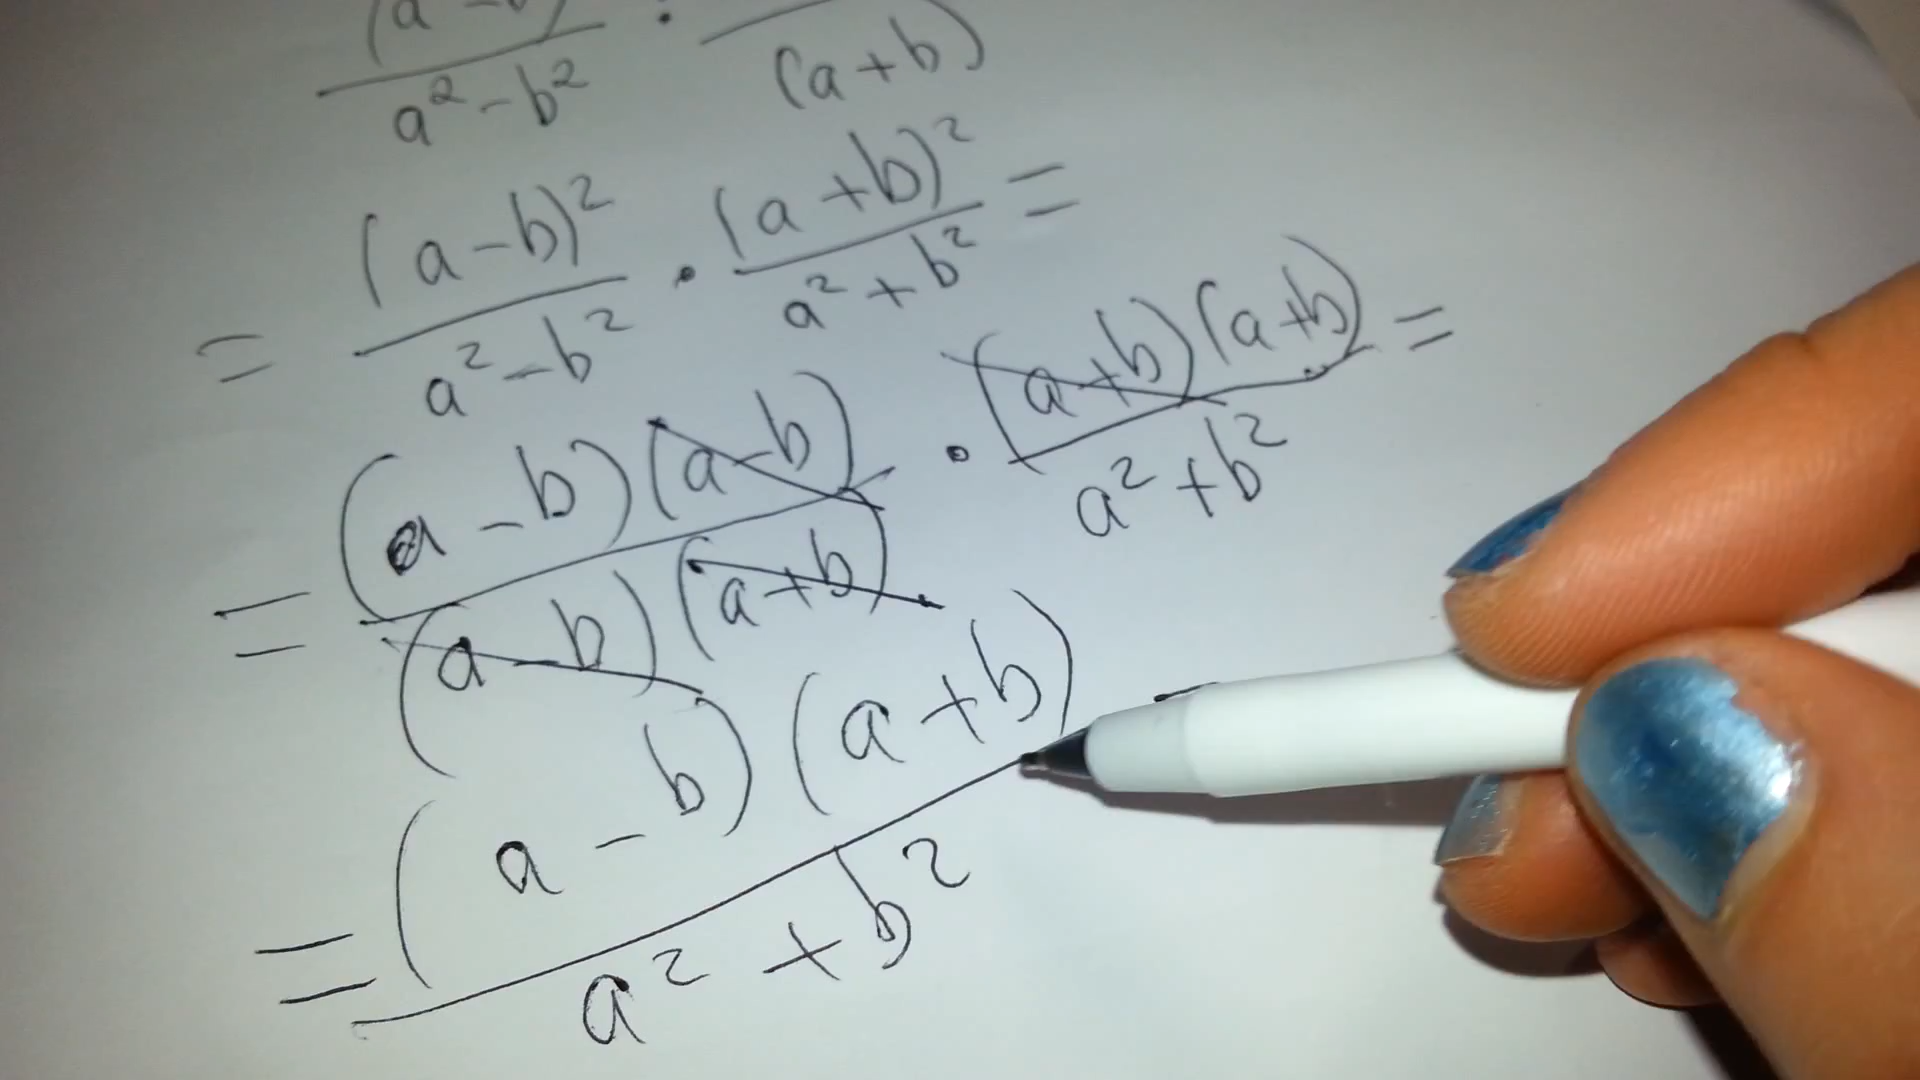 (a-b) :
a² - b² (a+b)
= (a-b)² / a² - b² · (a+b)² / a² + b² =
= (a-b)(a-b) / (a-b)(a+b) · (a+b)(a+b) / a² + b² =
= (a-b)(a+b) / a² + b²